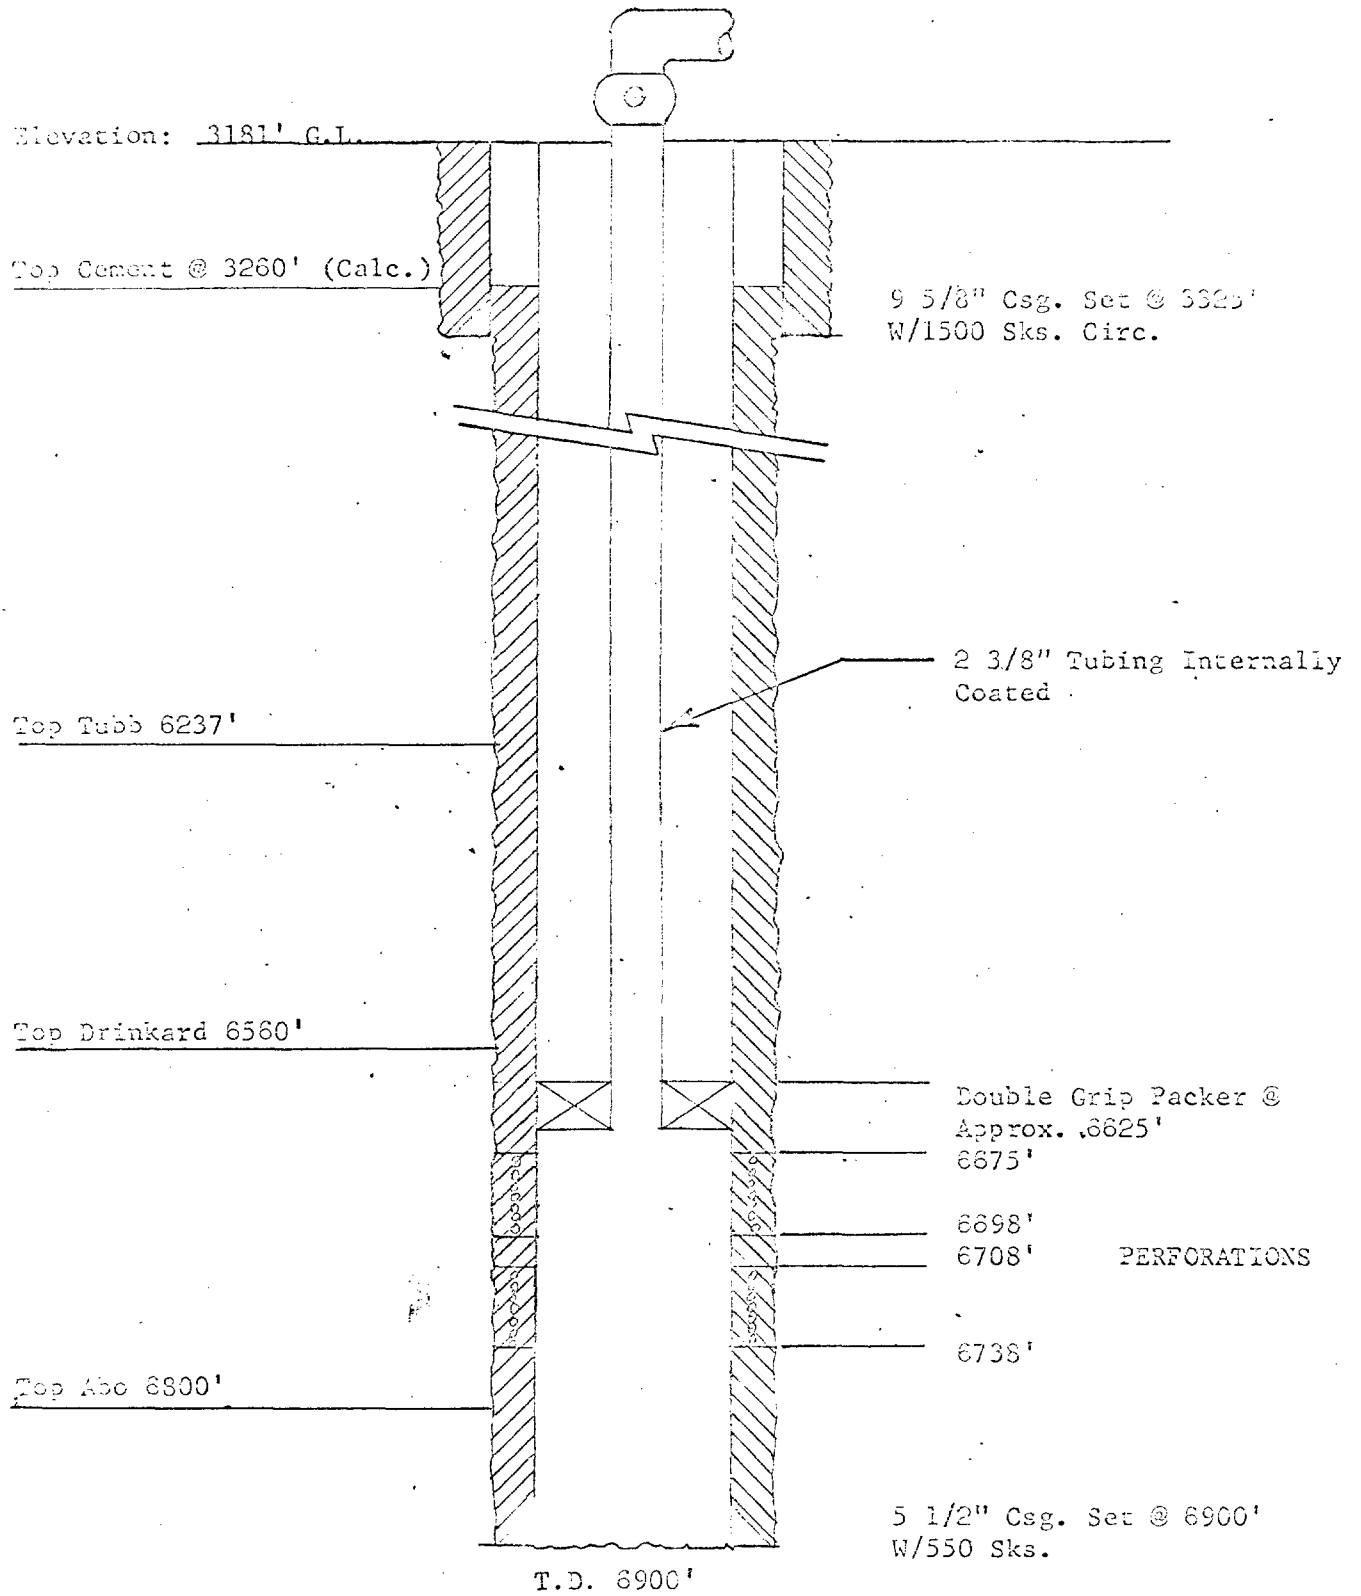 Elevation: 3181' G.L.
Top Cement @ 3260' (Calc.)
9 5/8" Csg. Set @ 3325'
W/1500 Sks. Circ.
2 3/8" Tubing Internally
Coated
Top Tubb 6237'
Top Drinkard 6560'
Double Grip Packer @
Approx. 6625'
6675'
6698'
6708' PERFORATIONS
6738'
Top Abo 6800'
5 1/2" Csg. Set @ 6900'
W/550 Sks.
T.D. 6900'